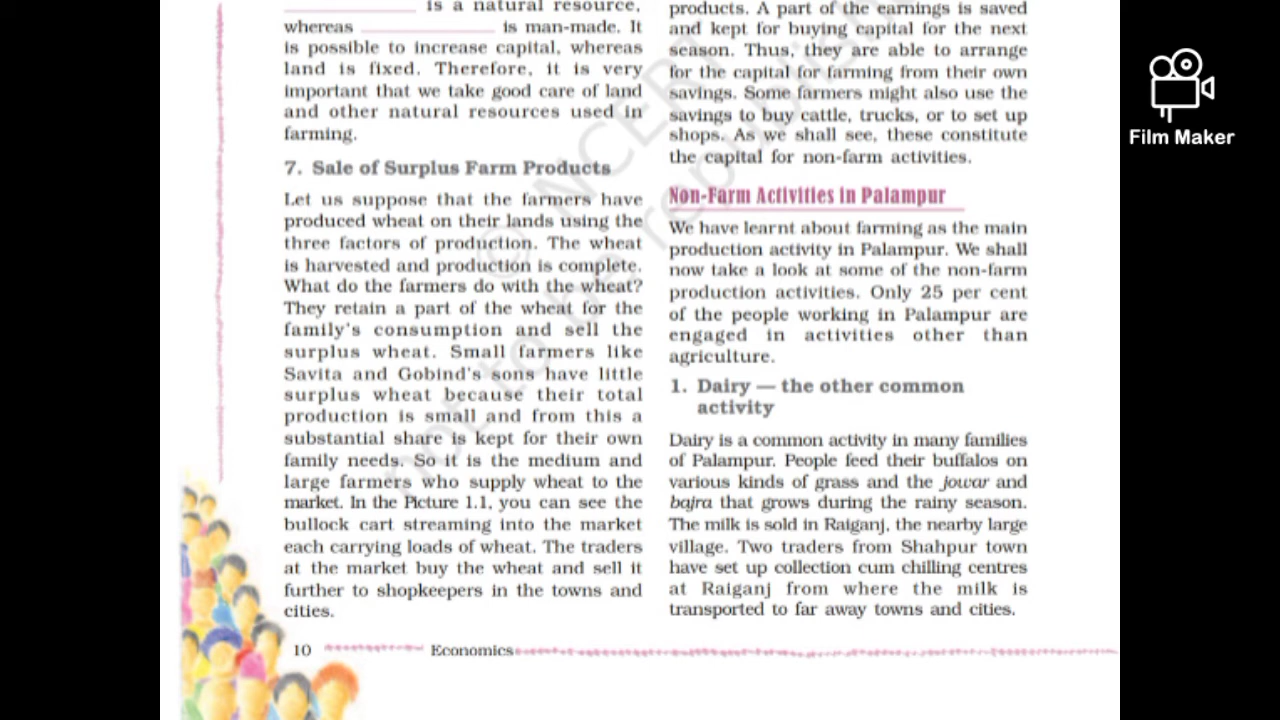 is a natural resource,
whereas ______________ is man-made. It
is possible to increase capital, whereas
land is fixed. Therefore, it is very
important that we take good care of land
and other natural resources used in
farming.
7. Sale of Surplus Farm Products
Let us suppose that the farmers have
produced wheat on their lands using the
three factors of production. The wheat
is harvested and production is complete.
What do the farmers do with the wheat?
They retain a part of the wheat for the
family's consumption and sell the
surplus wheat. Small farmers like
Savita and Gobind's sons have little
surplus wheat because their total
production is small and from this a
substantial share is kept for their own
family needs. So it is the medium and
large farmers who supply wheat to the
market. In the Picture 1.1, you can see the
bullock cart streaming into the market
each carrying loads of wheat. The traders
at the market buy the wheat and sell it
further to shopkeepers in the towns and
cities.
products. A part of the earnings is saved
and kept for buying capital for the next
season. Thus, they are able to arrange
for the capital for farming from their own
savings. Some farmers might also use the
savings to buy cattle, trucks, or to set up
shops. As we shall see, these constitute
the capital for non-farm activities.
Non-Farm Activities in Palampur
We have learnt about farming as the main
production activity in Palampur. We shall
now take a look at some of the non-farm
production activities. Only 25 per cent
of the people working in Palampur are
engaged in activities other than
agriculture.
1. Dairy — the other common
activity
Dairy is a common activity in many families
of Palampur. People feed their buffalos on
various kinds of grass and the jowar and
bajra that grows during the rainy season.
The milk is sold in Raiganj, the nearby large
village. Two traders from Shahpur town
have set up collection cum chilling centres
at Raiganj from where the milk is
transported to far away towns and cities.
10 Economics
© NCERT
not to be republish
Film Maker